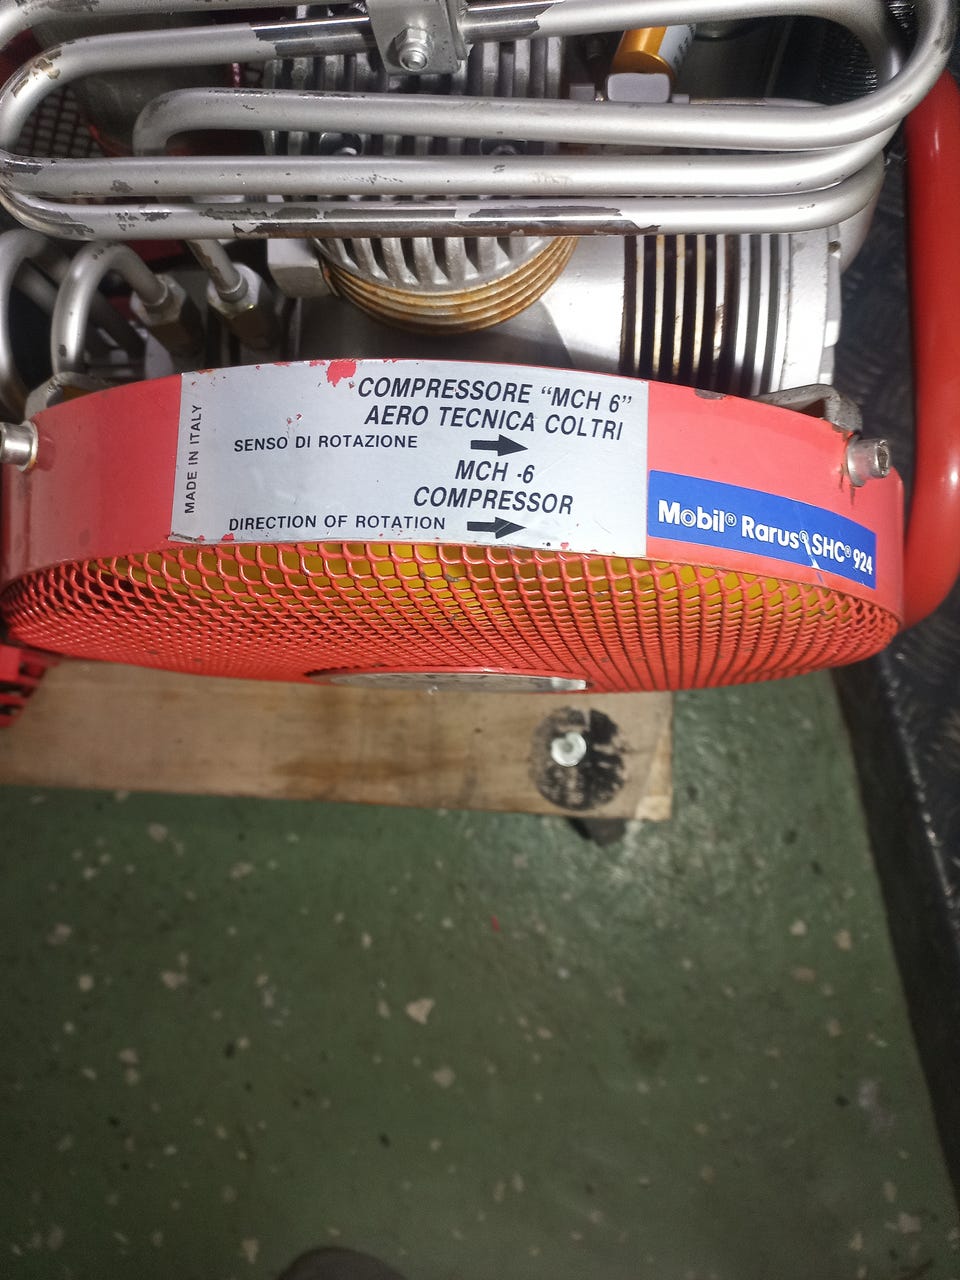 MADE IN ITALY
COMPRESSORE “MCH 6”
AERO TECNICA COLTRI
SENSO DI ROTAZIONE
MCH -6
COMPRESSOR
DIRECTION OF ROTATION
Mobil® Rarus® SHC® 924